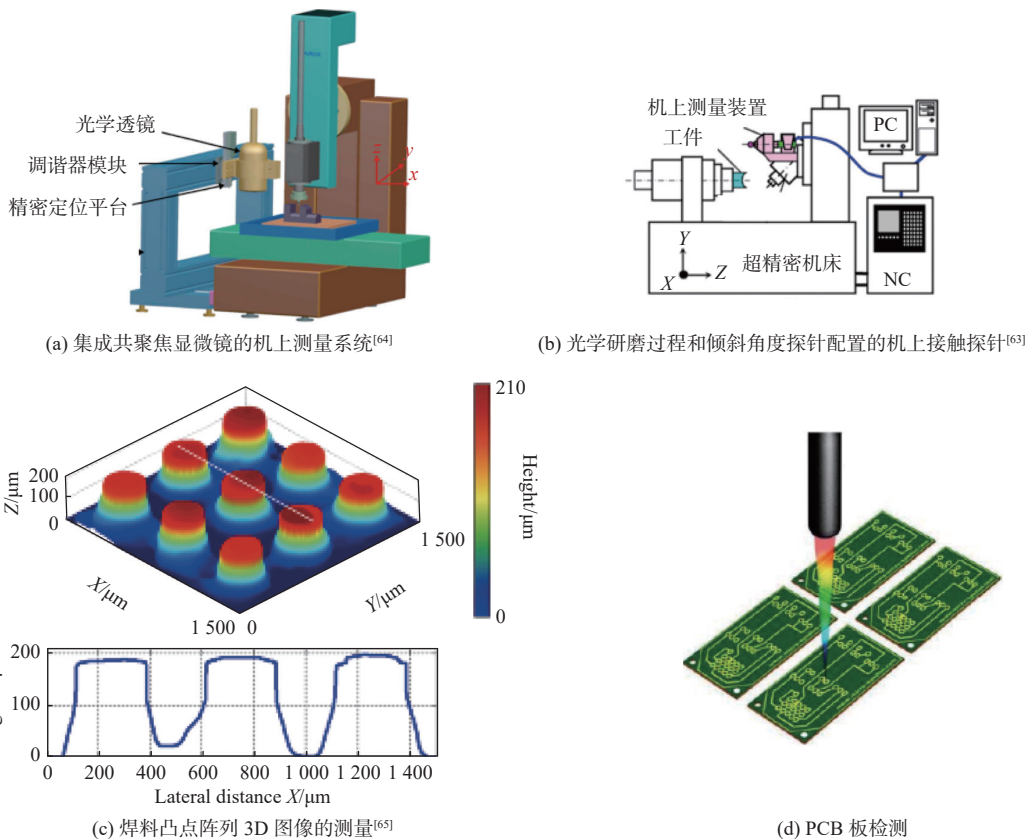 光学透镜
调谐器模块
精密定位平台
z
y
x
(a) 集成共聚焦显微镜的机上测量系统[64]
机上测量装置
工件
PC
Y
X
Z
超精密机床
NC
(b) 光学研磨过程和倾斜角度探针配置的机上接触探针[63]
Z/μm
200
100
0
X/μm
1 500 0
Y/μm
1 500
210
Height/μm
0
200
100
0
0 200 400 600 800 1 000 1 200 1 400
Lateral distance X/μm
(c) 焊料凸点阵列 3D 图像的测量[65]
(d) PCB 板检测